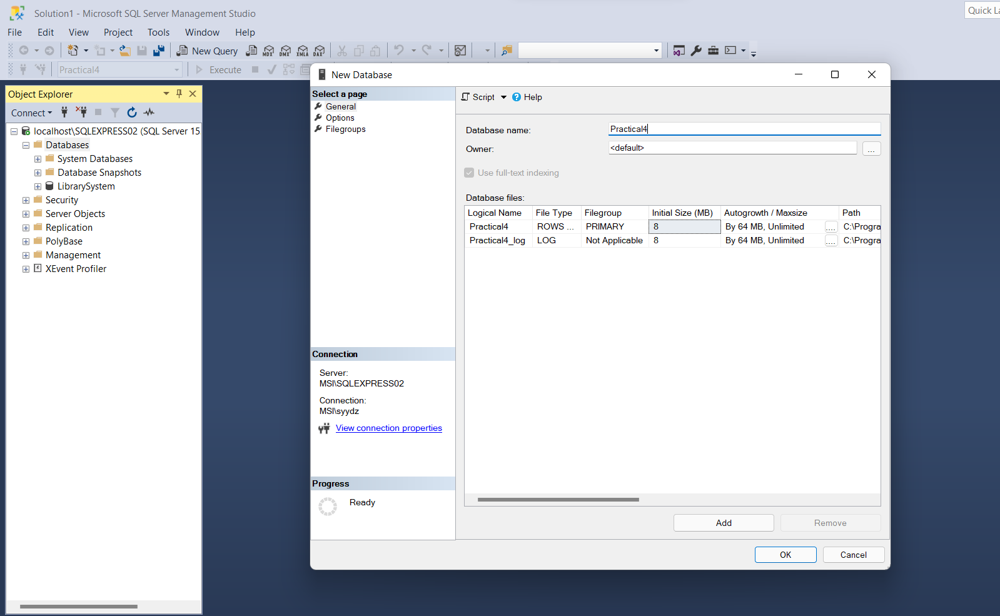 Solution1 - Microsoft SQL Server Management Studio
Quick La
File Edit View Project Tools Window Help
New Query MDX DMX XMLA DAX
Practical4 Execute
Object Explorer
Connect
localhost\SQLEXPRESS02 (SQL Server 15
Databases
System Databases
Database Snapshots
LibrarySystem
Security
Server Objects
Replication
PolyBase
Management
XEvent Profiler
New Database
Select a page
General
Options
Filegroups
Connection
Server:
MSI\SQLEXPRESS02
Connection:
MSI\syydz
View connection properties
Progress
Ready
Script Help
Database name: Practical4
Owner: <default> ...
Use full-text indexing
Database files:
Logical Name File Type Filegroup Initial Size (MB) Autogrowth / Maxsize Path
Practical4 ROWS ... PRIMARY 8 By 64 MB, Unlimited .... C:\Progra
Practical4_log LOG Not Applicable 8 By 64 MB, Unlimited .... C:\Progra
Add Remove
OK Cancel